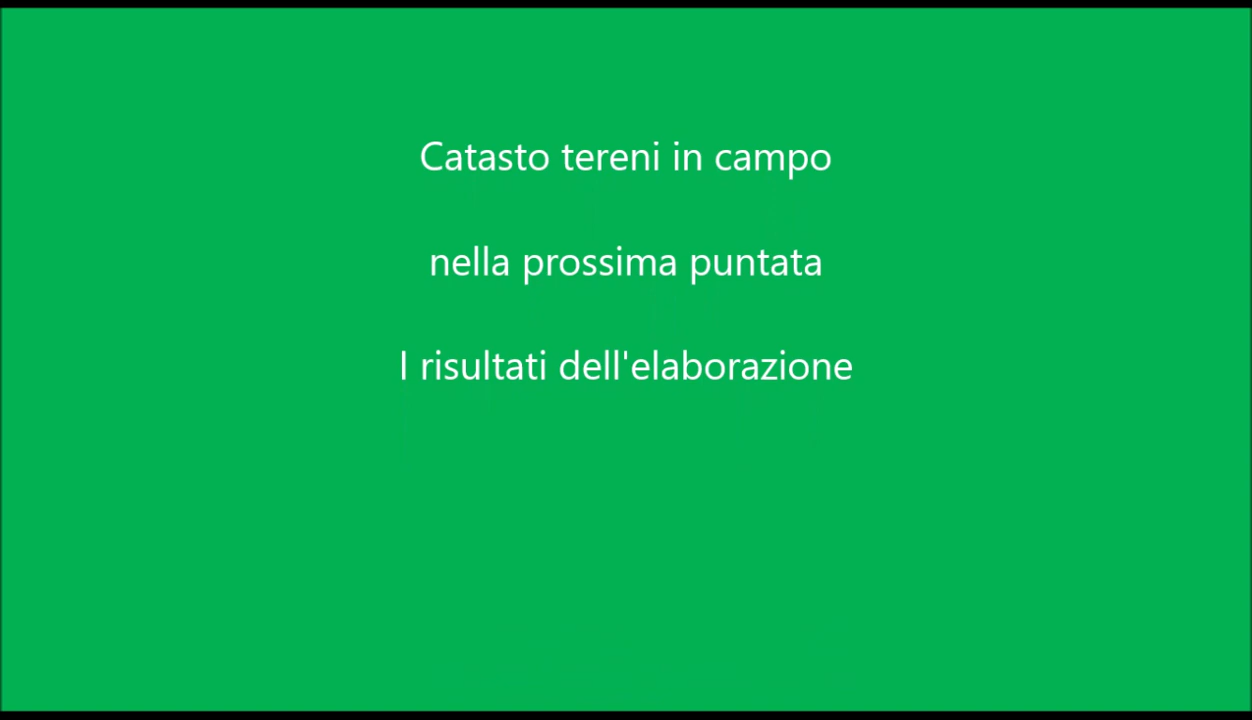 Catasto tereni in campo
nella prossima puntata
I risultati dell'elaborazione